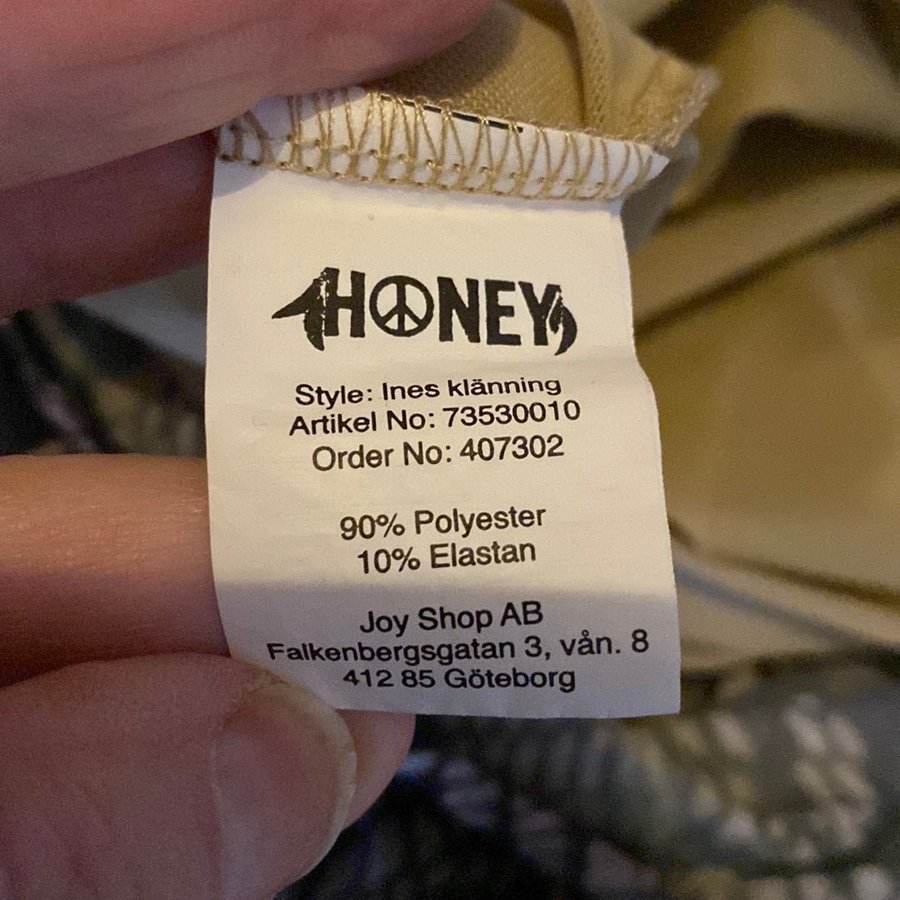 HONEY
Style: Ines klänning
Artikel No: 73530010
Order No: 407302
90% Polyester
10% Elastan
Joy Shop AB
Falkenbergsgatan 3, vån. 8
412 85 Göteborg